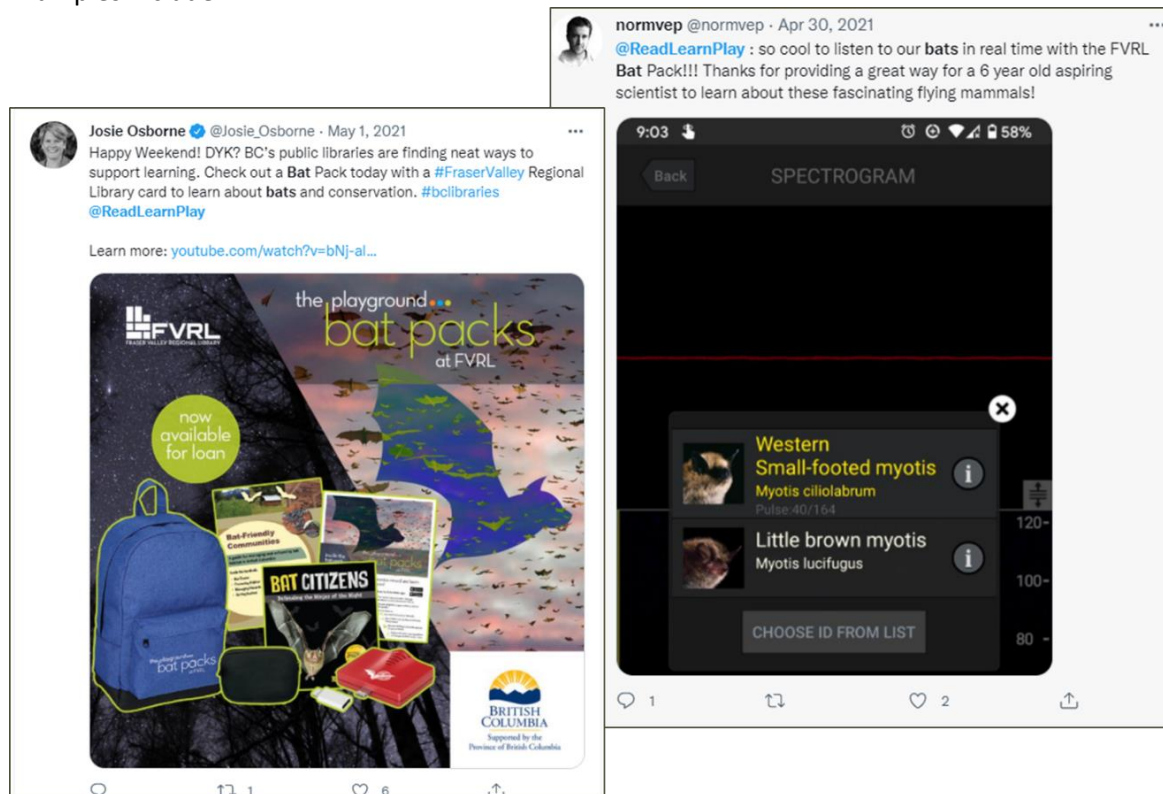 normvep @normvep · Apr 30, 2021
@ReadLearnPlay : so cool to listen to our bats in real time with the FVRL
Bat Pack!!! Thanks for providing a great way for a 6 year old aspiring
scientist to learn about these fascinating flying mammals!
9:03
58%
Back
SPECTROGRAM
Western
Small-footed myotis
Myotis ciliolabrum
Pulse:40/164
Little brown myotis
Myotis lucifugus
CHOOSE ID FROM LIST
120-
100-
80 -
1
2
Josie Osborne @Josie_Osborne · May 1, 2021
Happy Weekend! DYK? BC's public libraries are finding neat ways to
support learning. Check out a Bat Pack today with a #FraserValley Regional
Library card to learn about bats and conservation. #bclibraries
@ReadLearnPlay
Learn more: youtube.com/watch?v=bNj-al...
FVRL
FRASER VALLEY REGIONAL LIBRARY
the playground...
bat packs
at FVRL
now
available
for loan
Bat-Friendly
Communities
BAT CITIZENS
Defending the Ninjas of the Night
bat packs
BRITISH
COLUMBIA
Supported by the
Province of British Columbia
1
6